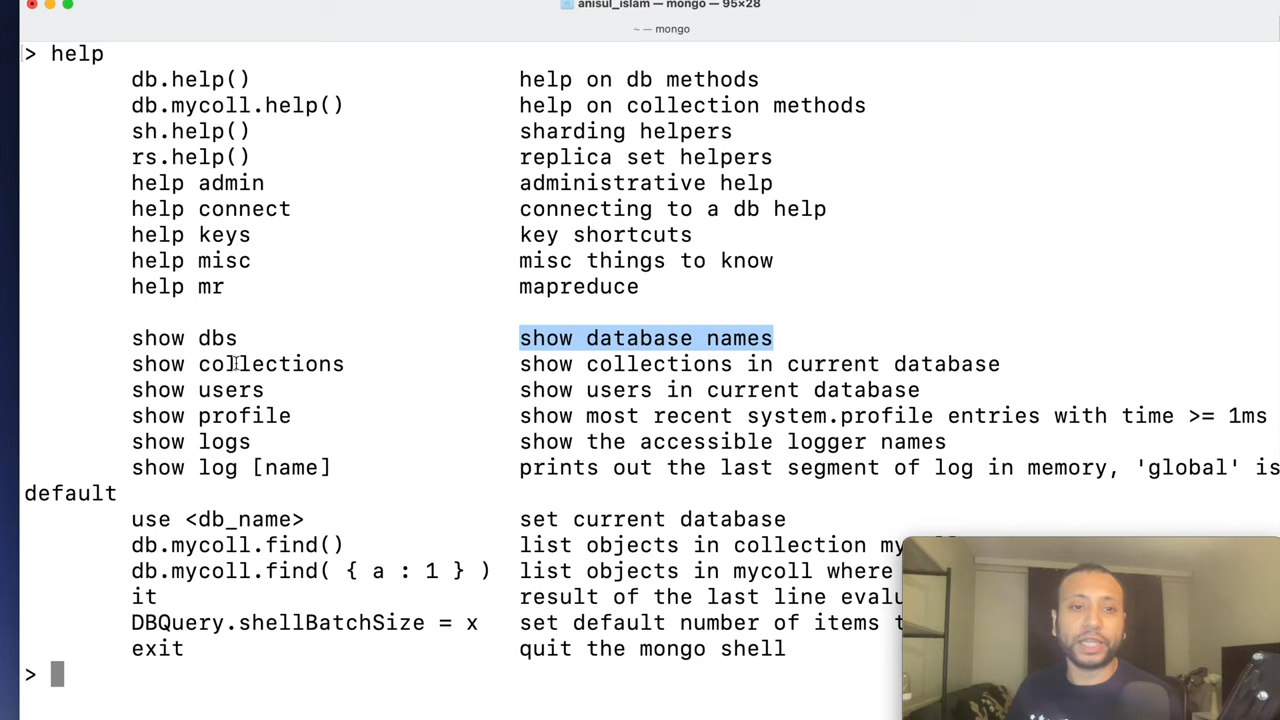 anisul_islam — mongo — 95×28
~ — mongo
> help
db.help() help on db methods
db.mycoll.help() help on collection methods
sh.help() sharding helpers
rs.help() replica set helpers
help admin administrative help
help connect connecting to a db help
help keys key shortcuts
help misc misc things to know
help mr mapreduce
show dbs show database names
show collections show collections in current database
show users show users in current database
show profile show most recent system.profile entries with time >= 1ms
show logs show the accessible logger names
show log [name] prints out the last segment of log in memory, 'global' is
default
use <db_name> set current database
db.mycoll.find() list objects in collection
db.mycoll.find( { a : 1 } ) list objects in mycoll where
it result of the last line
DBQuery.shellBatchSize = x set default number of items
exit quit the mongo shell
>